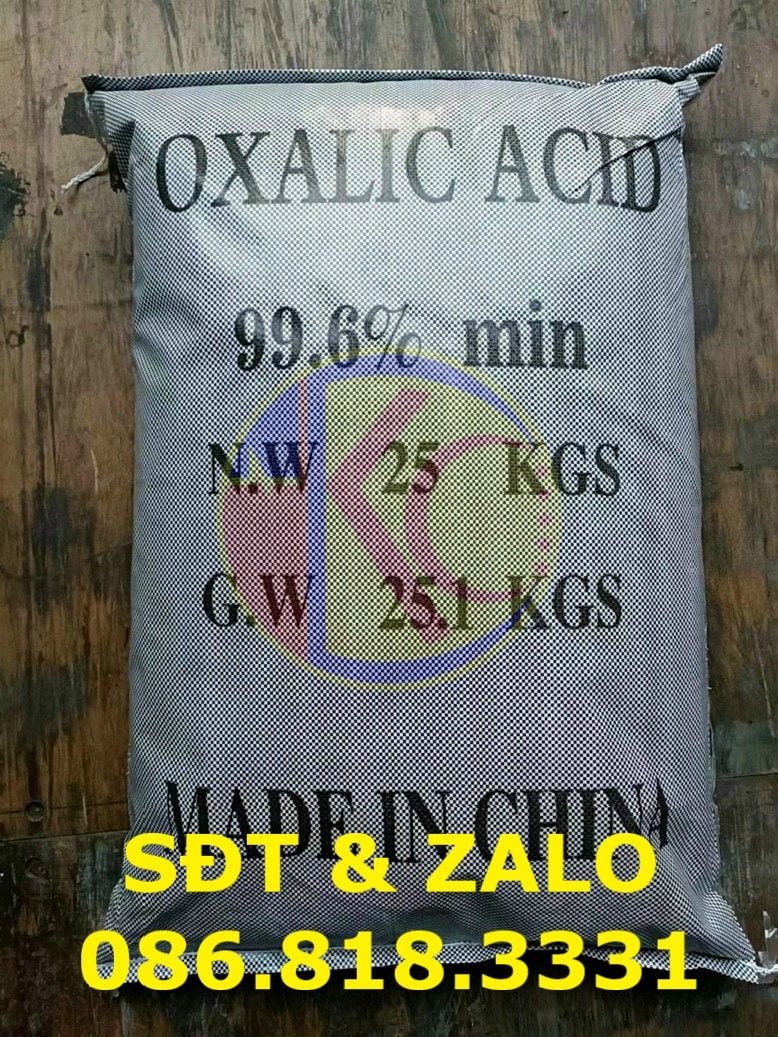 OXALIC ACID
99.6% min
N.W 25 KGS
G.W 25.1 KGS
MADE IN CHINA
SĐT & ZALO
086.818.3331